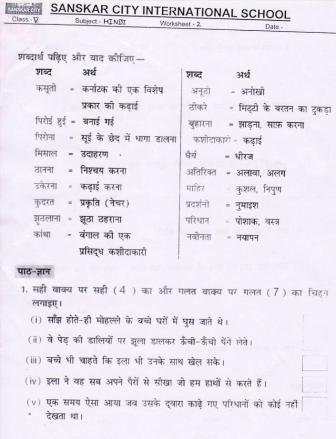 SANSKAR CITY INTERNATIONAL SCHOOL
SANSKAR CITY
Class:- V Subject - HINDI Worksheet - 2 Date:-
शब्दार्थ पढ़िए और याद कीजिए—
शब्द अर्थ शब्द अर्थ
कसूती = कर्नाटक की एक विशेष प्रकार की कढ़ाई
अनूठी - अनोखी
ठीकरे - मिट्टी के बरतन का टुकड़ा
पिरोई हुई = बनाई गई
बुहारना - झाड़ना, साफ़ करना
पिरोना = सूई के छेद में धागा डालना
कशीदाकारी - कढ़ाई
मिसाल = उदाहरण
धैर्य = धीरज
ठानना = निश्चय करना
अतिरिक्त = अलावा, अलग
उकेरना = कढ़ाई करना
माहिर - कुशल, निपुण
कुदरत = प्रकृति (नेचर)
प्रदर्शनी = नुमाइश
झुठलाना = झूठा ठहराना
परिधान = पोशाक, वस्त्र
कांथा = बंगाल की एक प्रसिद्ध कशीदाकारी
नवीनता = नयापन
पाठ-ज्ञान
1. सही वाक्य पर सही ( 4 ) का और गलत वाक्य पर गलत ( 7 ) का चिह्न
लगाइए।
(i) साँझ होते-ही मोहल्ले के बच्चे घरों में घुस जाते थे।
(ii) वे पेड़ की डालियों पर झूला डालकर ऊँची-ऊँची पेंगे लेते।
(iii) बच्चे भी चाहते कि इला भी उनके साथ खेल सके।
(iv) इला ने वह सब अपने पैरों से सीखा जो हम हाथों से करते हैं।
(v) एक समय ऐसा आया जब उसके द्वारा काढ़े गए परिधानों को कोई नहीं
देखता था।